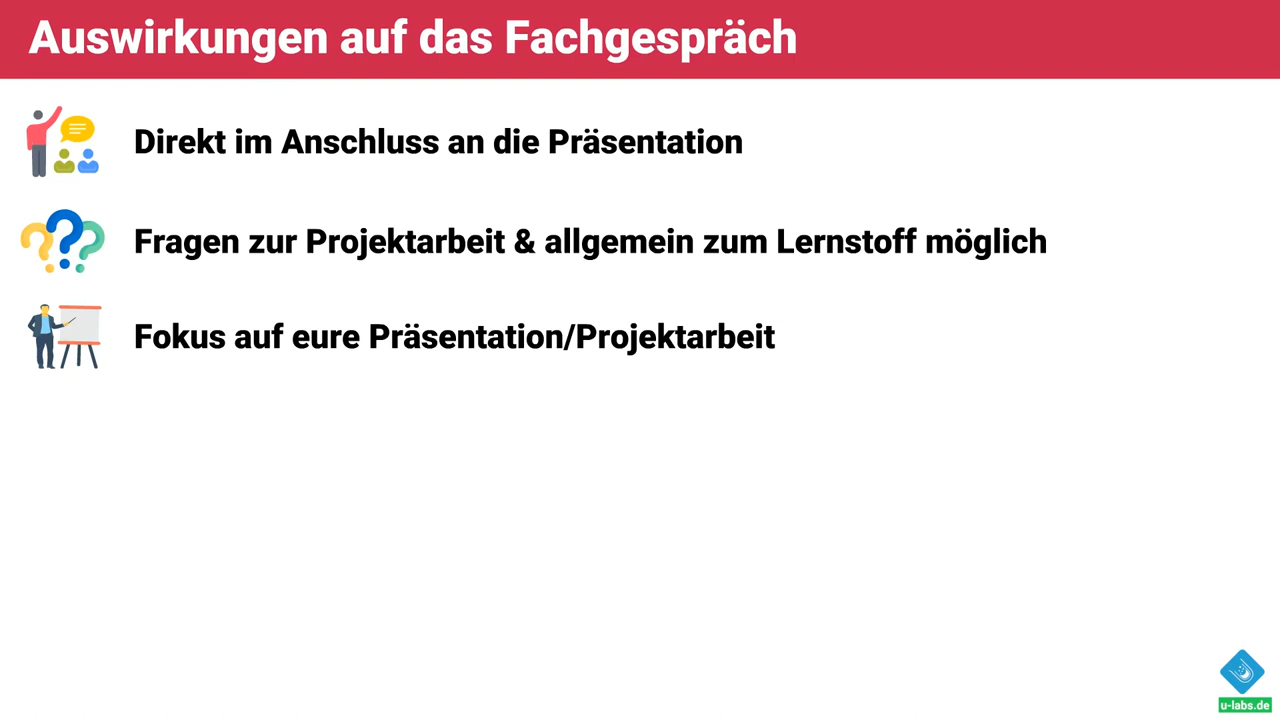 Auswirkungen auf das Fachgespräch
Direkt im Anschluss an die Präsentation
Fragen zur Projektarbeit & allgemein zum Lernstoff möglich
Fokus auf eure Präsentation/Projektarbeit
u-labs.de